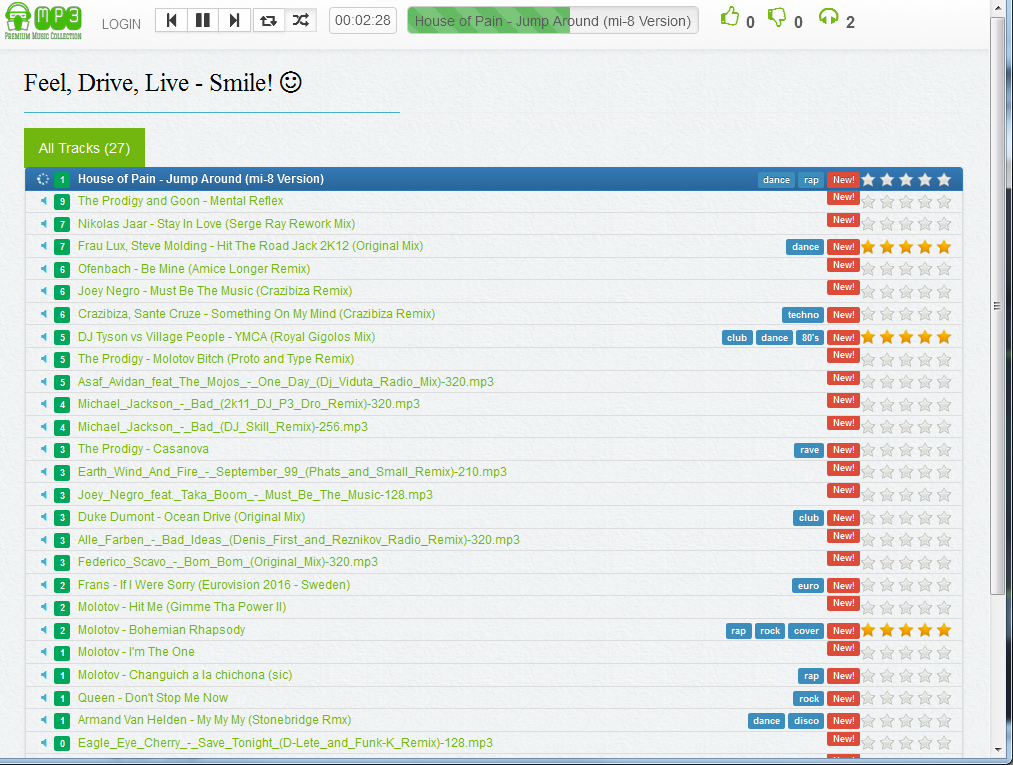 MP3
PREMIUM MUSIC COLLECTION
LOGIN
00:02:28
House of Pain - Jump Around (mi-8 Version)
0
0
2
Feel, Drive, Live - Smile! ☺
All Tracks (27)
1 House of Pain - Jump Around (mi-8 Version) dance rap New!
9 The Prodigy and Goon - Mental Reflex New!
7 Nikolas Jaar - Stay In Love (Serge Ray Rework Mix) New!
7 Frau Lux, Steve Molding - Hit The Road Jack 2K12 (Original Mix) dance New!
6 Ofenbach - Be Mine (Amice Longer Remix) New!
6 Joey Negro - Must Be The Music (Crazibiza Remix) New!
6 Crazibiza, Sante Cruze - Something On My Mind (Crazibiza Remix) techno New!
5 DJ Tyson vs Village People - YMCA (Royal Gigolos Mix) club dance 80's New!
5 The Prodigy - Molotov Bitch (Proto and Type Remix) New!
5 Asaf_Avidan_feat_The_Mojos_-_One_Day_(Dj_Viduta_Radio_Mix)-320.mp3 New!
4 Michael_Jackson_-_Bad_(2k11_DJ_P3_Dro_Remix)-320.mp3 New!
4 Michael_Jackson_-_Bad_(DJ_Skill_Remix)-256.mp3 New!
3 The Prodigy - Casanova rave New!
3 Earth_Wind_And_Fire_-_September_99_(Phats_and_Small_Remix)-210.mp3 New!
3 Joey_Negro_feat._Taka_Boom_-_Must_Be_The_Music-128.mp3 New!
3 Duke Dumont - Ocean Drive (Original Mix) club New!
3 Alle_Farben_-_Bad_Ideas_(Denis_First_and_Reznikov_Radio_Remix)-320.mp3 New!
3 Federico_Scavo_-_Bom_Bom_(Original_Mix)-320.mp3 New!
2 Frans - If I Were Sorry (Eurovision 2016 - Sweden) euro New!
2 Molotov - Hit Me (Gimme Tha Power II) New!
2 Molotov - Bohemian Rhapsody rap rock cover New!
1 Molotov - I'm The One New!
1 Molotov - Changuich a la chichona (sic) rap New!
1 Queen - Don't Stop Me Now rock New!
1 Armand Van Helden - My My My (Stonebridge Rmx) dance disco New!
0 Eagle_Eye_Cherry_-_Save_Tonight_(D-Lete_and_Funk-K_Remix)-128.mp3 New!